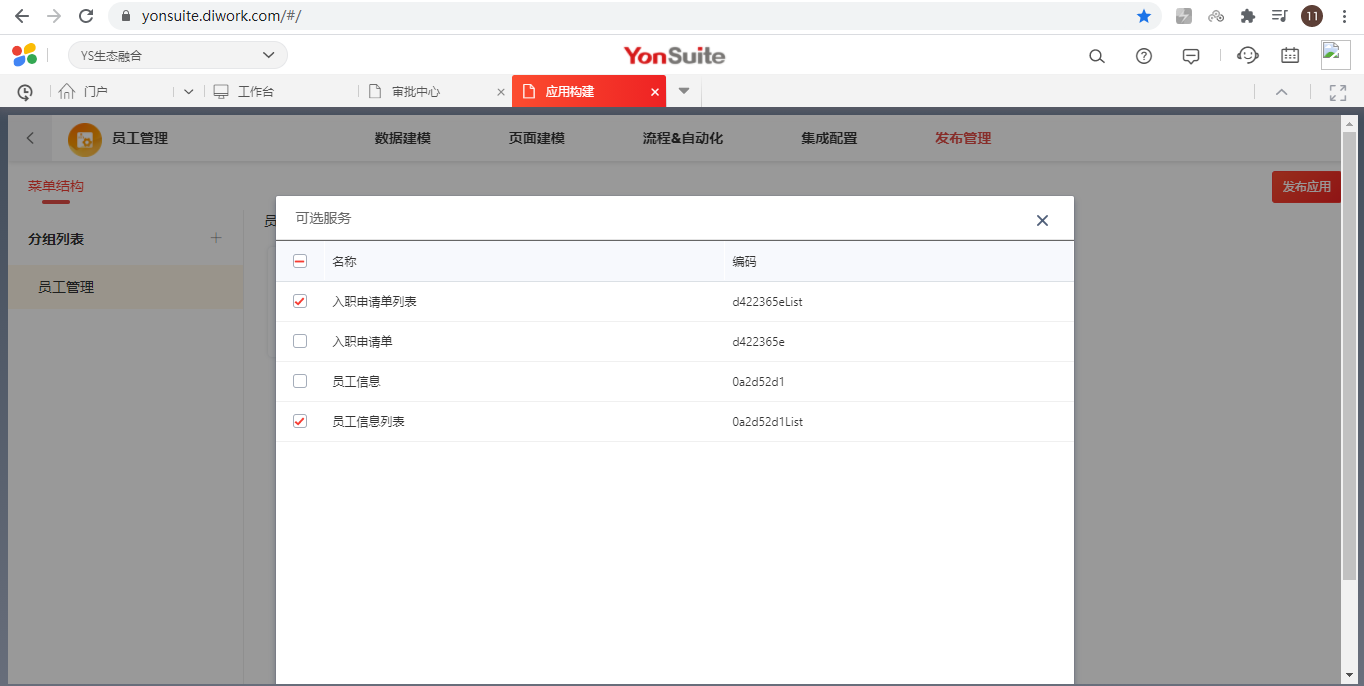 yonsuite.diwork.com/#/
11
YS生态融合
YonSuite
门户
工作台
审批中心
应用构建
员工管理
数据建模
页面建模
流程&自动化
集成配置
发布管理
菜单结构
发布应用
分组列表
员
员工管理
可选服务
名称
编码
入职申请单列表
d422365eList
入职申请单
d422365e
员工信息
0a2d52d1
员工信息列表
0a2d52d1List